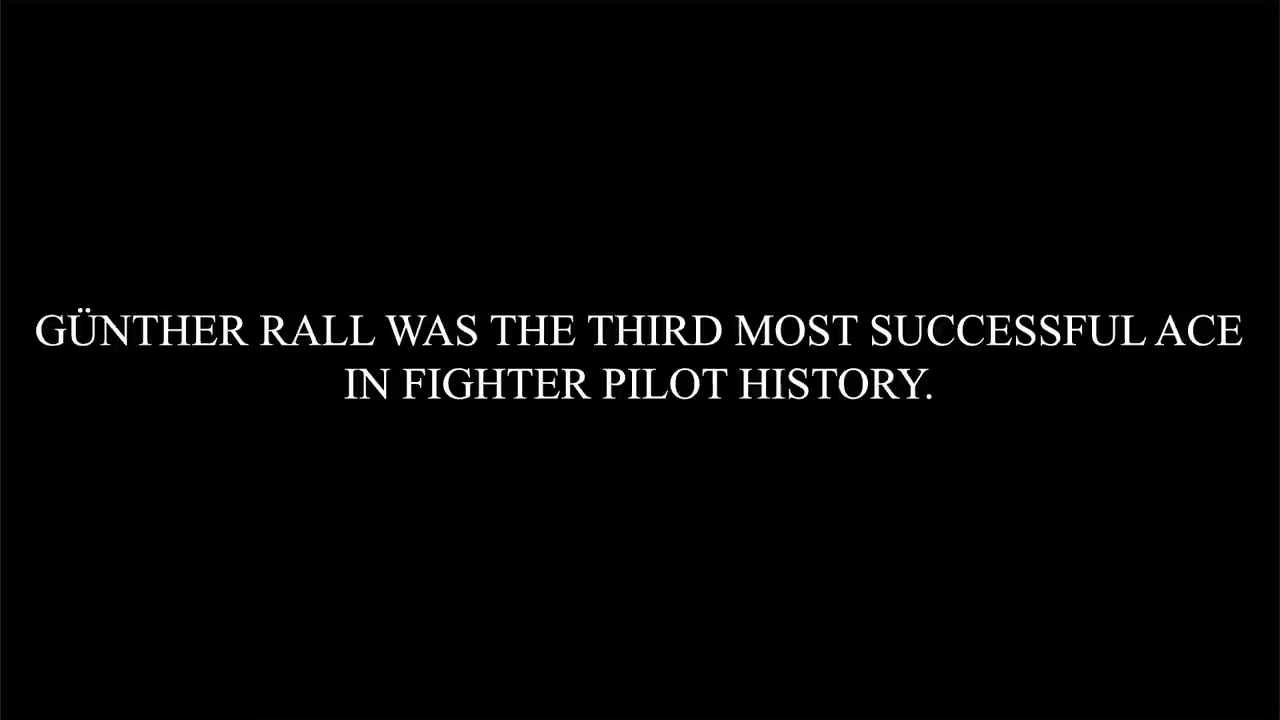 GÜNTHER RALL WAS THE THIRD MOST SUCCESSFUL ACE
IN FIGHTER PILOT HISTORY.